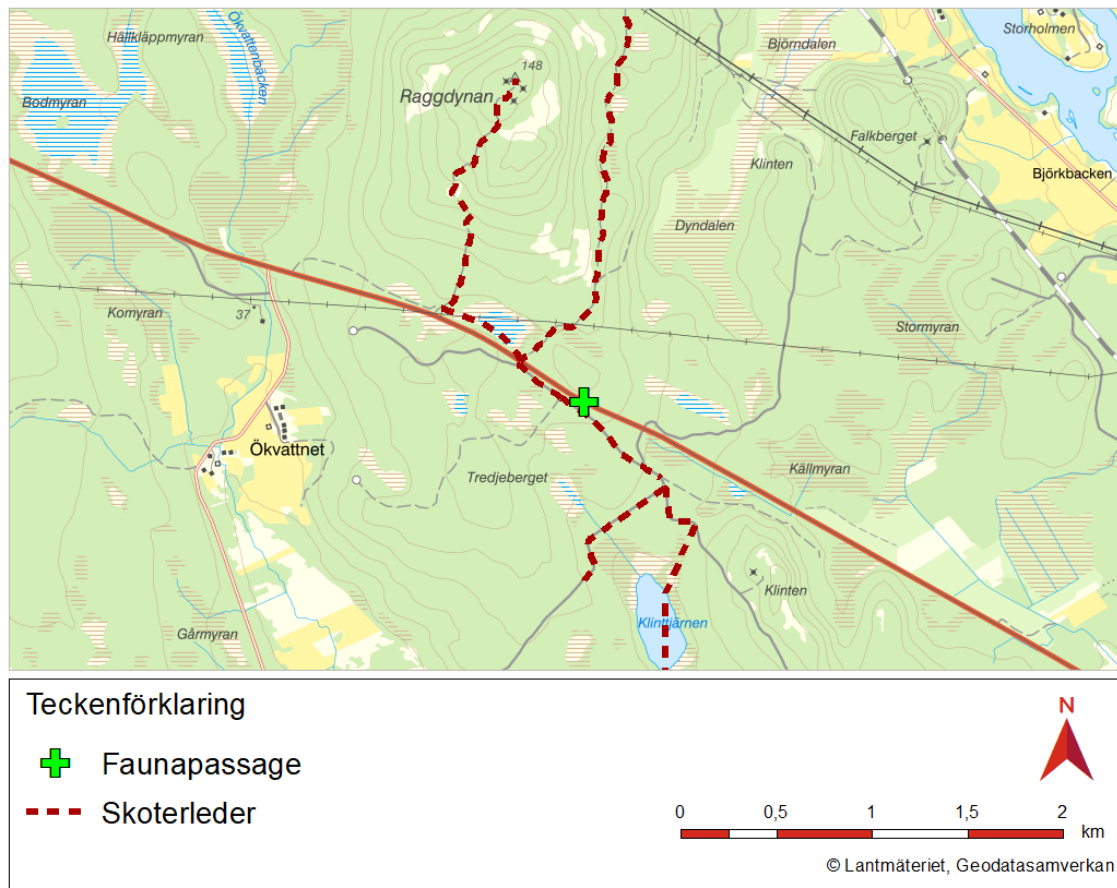 Hällkläppmyran
Ökvattenbacken
Bodmyran
148
Raggdynan
Björndalen
Storholmen
Falkberget
Klinten
Björkbacken
Dyndalen
Komyran
37
Stormyran
Ökvattnet
Tredjeberget
Källmyran
Klinten
Klinttjärnen
Gårmyran
Teckenförklaring
Faunapassage
Skoterleder
N
0 0,5 1 1,5 2
km
© Lantmäteriet, Geodatasamverkan